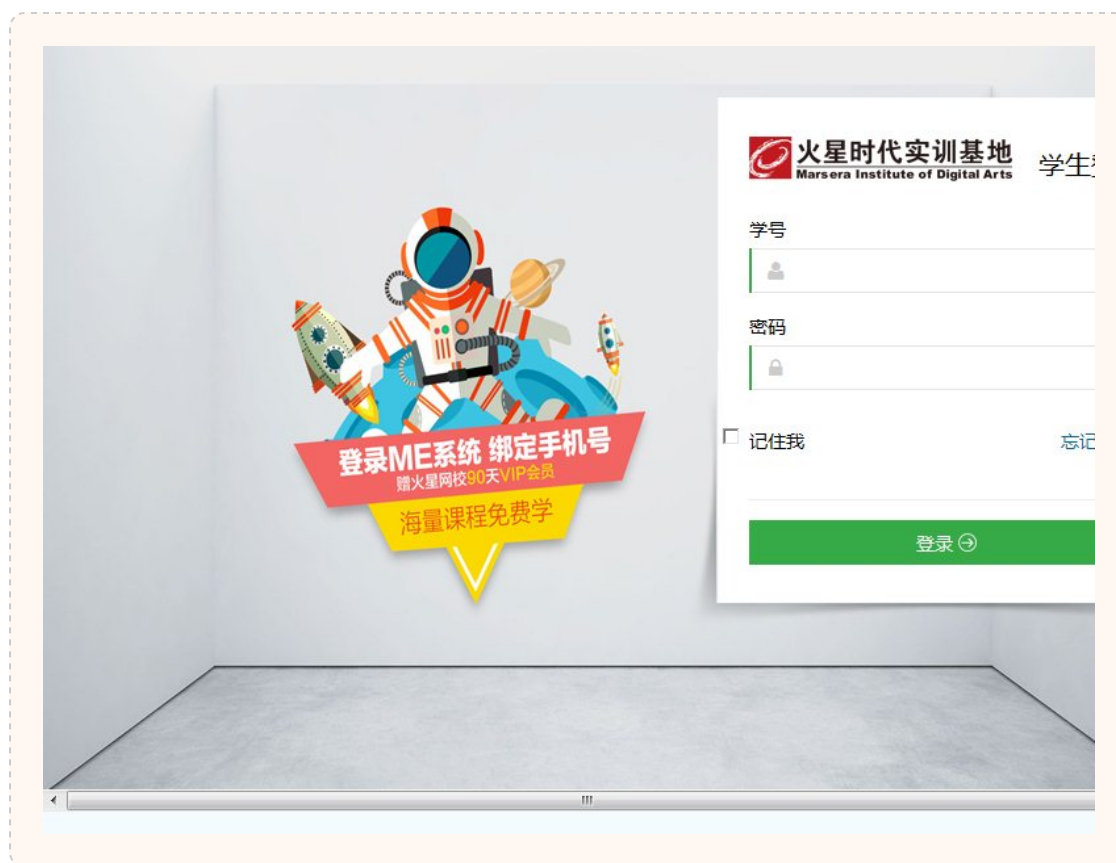 登录ME系统 绑定手机号
赠火星网校90天VIP会员
海量课程免费学
火星时代实训基地
Marsera Institute of Digital Arts
学生
学号
密码
记住我
忘记
登录